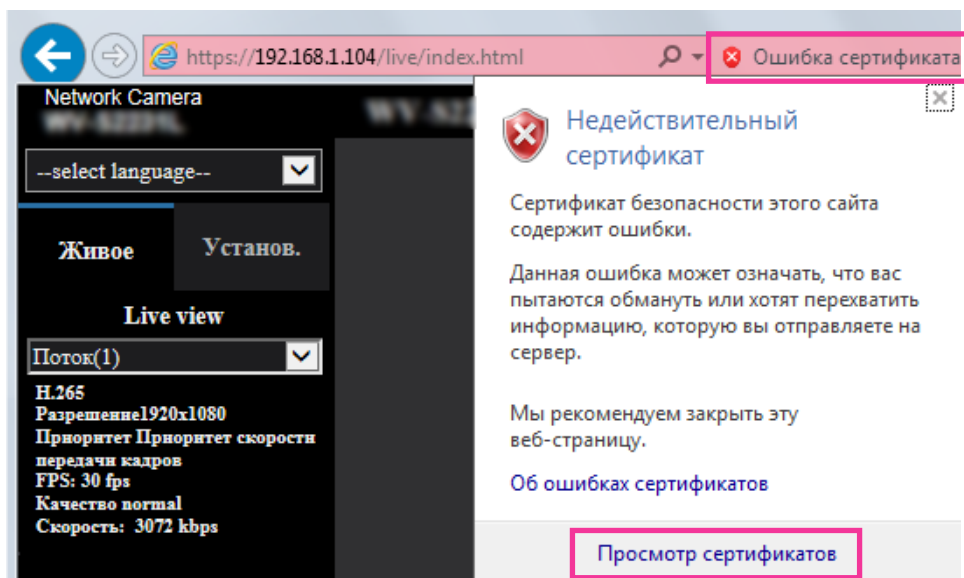 https://192.168.1.104/live/index.html
Ошибка сертификата
Network Camera
--select language--
Живое
Установ.
Live view
Поток(1)
H.265
Разрешение1920x1080
Приоритет Приоритет скорости
передачи кадров
FPS: 30 fps
Качество normal
Скорость: 3072 kbps
Недействительный
сертификат
Сертификат безопасности этого сайта
содержит ошибки.
Данная ошибка может означать, что вас
пытаются обмануть или хотят перехватить
информацию, которую вы отправляете на
сервер.
Мы рекомендуем закрыть эту
веб-страницу.
Об ошибках сертификатов
Просмотр сертификатов